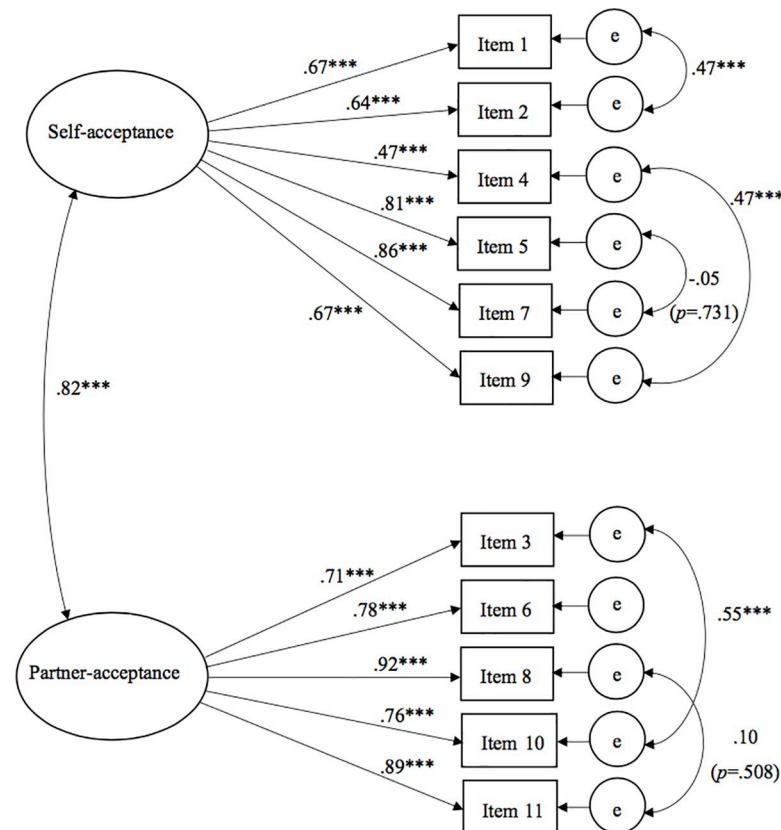 Item 1
e
.67***
.47***
Self-acceptance
.64***
Item 2
e
.47***
Item 4
e
.47***
.81***
Item 5
e
.86***
-.05
(p=.731)
Item 7
e
.67***
Item 9
e
.82***
Item 3
e
.71***
.78***
Item 6
e
.55***
Partner-acceptance
.92***
Item 8
e
.76***
Item 10
e
.10
(p=.508)
.89***
Item 11
e